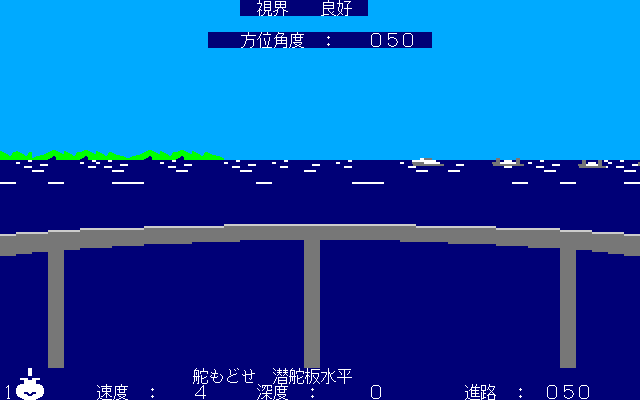 視界　良好
方位角度　：　０５０
舵もどせ　潜舵板水平
1　速度　：　４　深度　：　０　進路　：　０５０